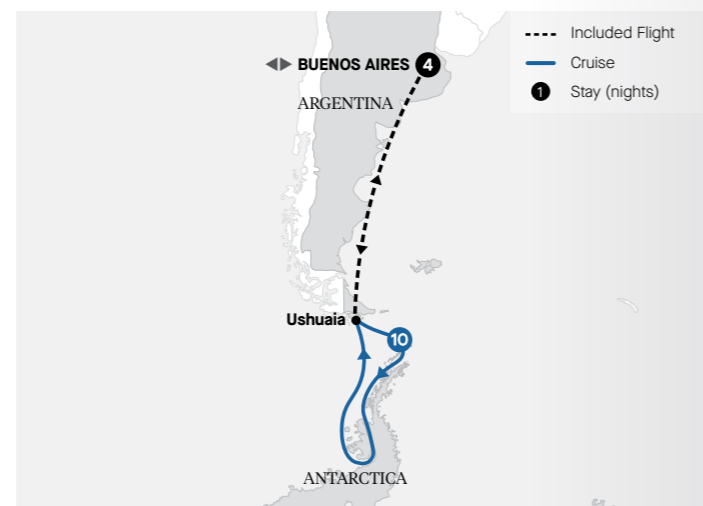 Included Flight
Cruise
1 Stay (nights)
BUENOS AIRES 4
ARGENTINA
Ushuaia
10
ANTARCTICA